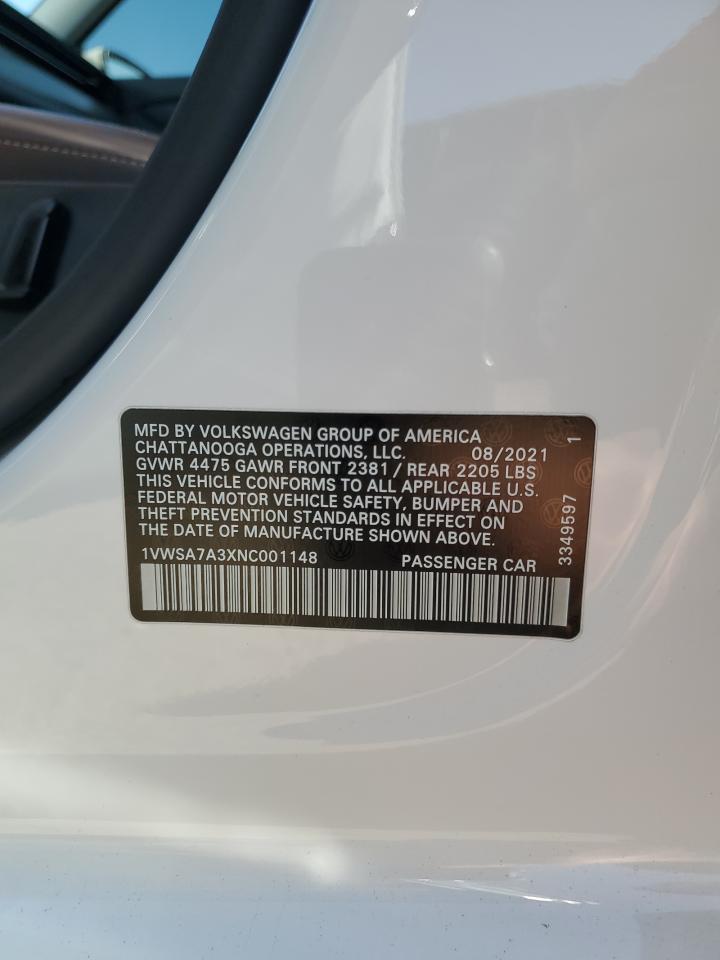 MFD BY VOLKSWAGEN GROUP OF AMERICA
CHATTANOOGA OPERATIONS, LLC. 08/2021
GVWR 4475 GAWR FRONT 2381 / REAR 2205 LBS
THIS VEHICLE CONFORMS TO ALL APPLICABLE U.S.
FEDERAL MOTOR VEHICLE SAFETY, BUMPER AND
THEFT PREVENTION STANDARDS IN EFFECT ON
THE DATE OF MANUFACTURE SHOWN ABOVE.
1VWSA7A3XNC001148 PASSENGER CAR
3349597 1